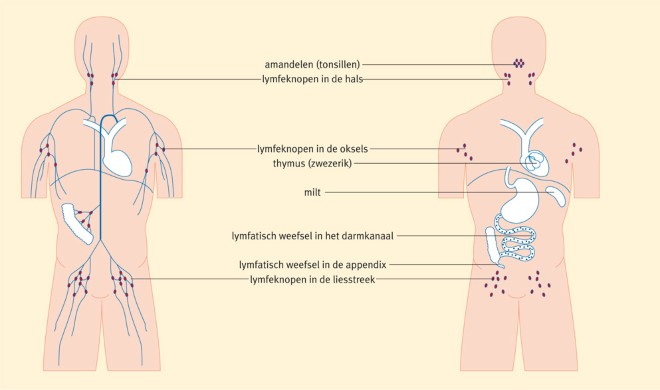 amandelen (tonsillen)
lymfeknopen in de hals
lymfeknopen in de oksels
thymus (zwezerik)
milt
lymfatisch weefsel in het darmkanaal
lymfatisch weefsel in de appendix
lymfeknopen in de liesstreek